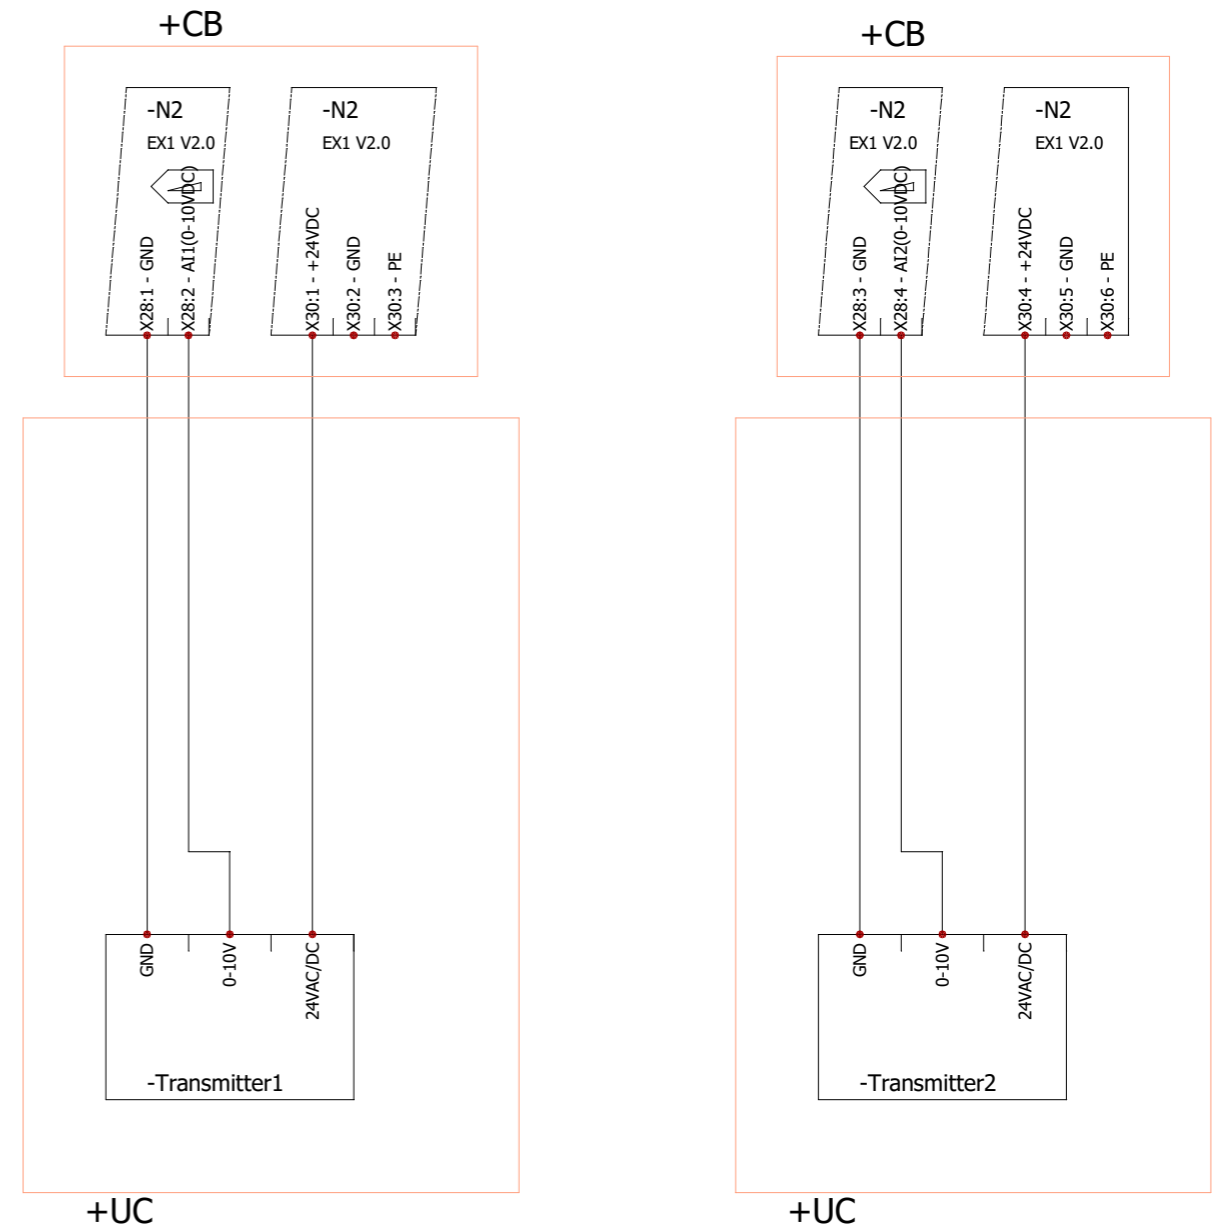 +CB
-N2
EX1 V2.0
X28:1 - GND
X28:2 - AI1(0-10VDC)
-N2
EX1 V2.0
X30:1 - +24VDC
X30:2 - GND
X30:3 - PE
GND
0-10V
24VAC/DC
-Transmitter1
+UC
+CB
-N2
EX1 V2.0
X28:3 - GND
X28:4 - AI2(0-10VDC)
-N2
EX1 V2.0
X30:4 - +24VDC
X30:5 - GND
X30:6 - PE
GND
0-10V
24VAC/DC
-Transmitter2
+UC